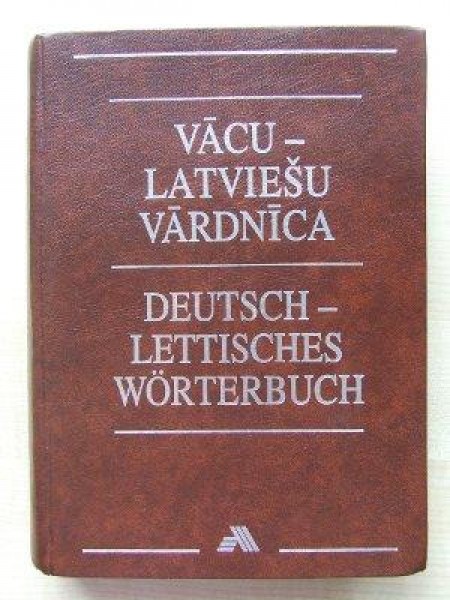 VĀCU –
LATVIEŠU
VĀRDNĪCA
DEUTSCH –
LETTISCHES
WÖRTERBUCH